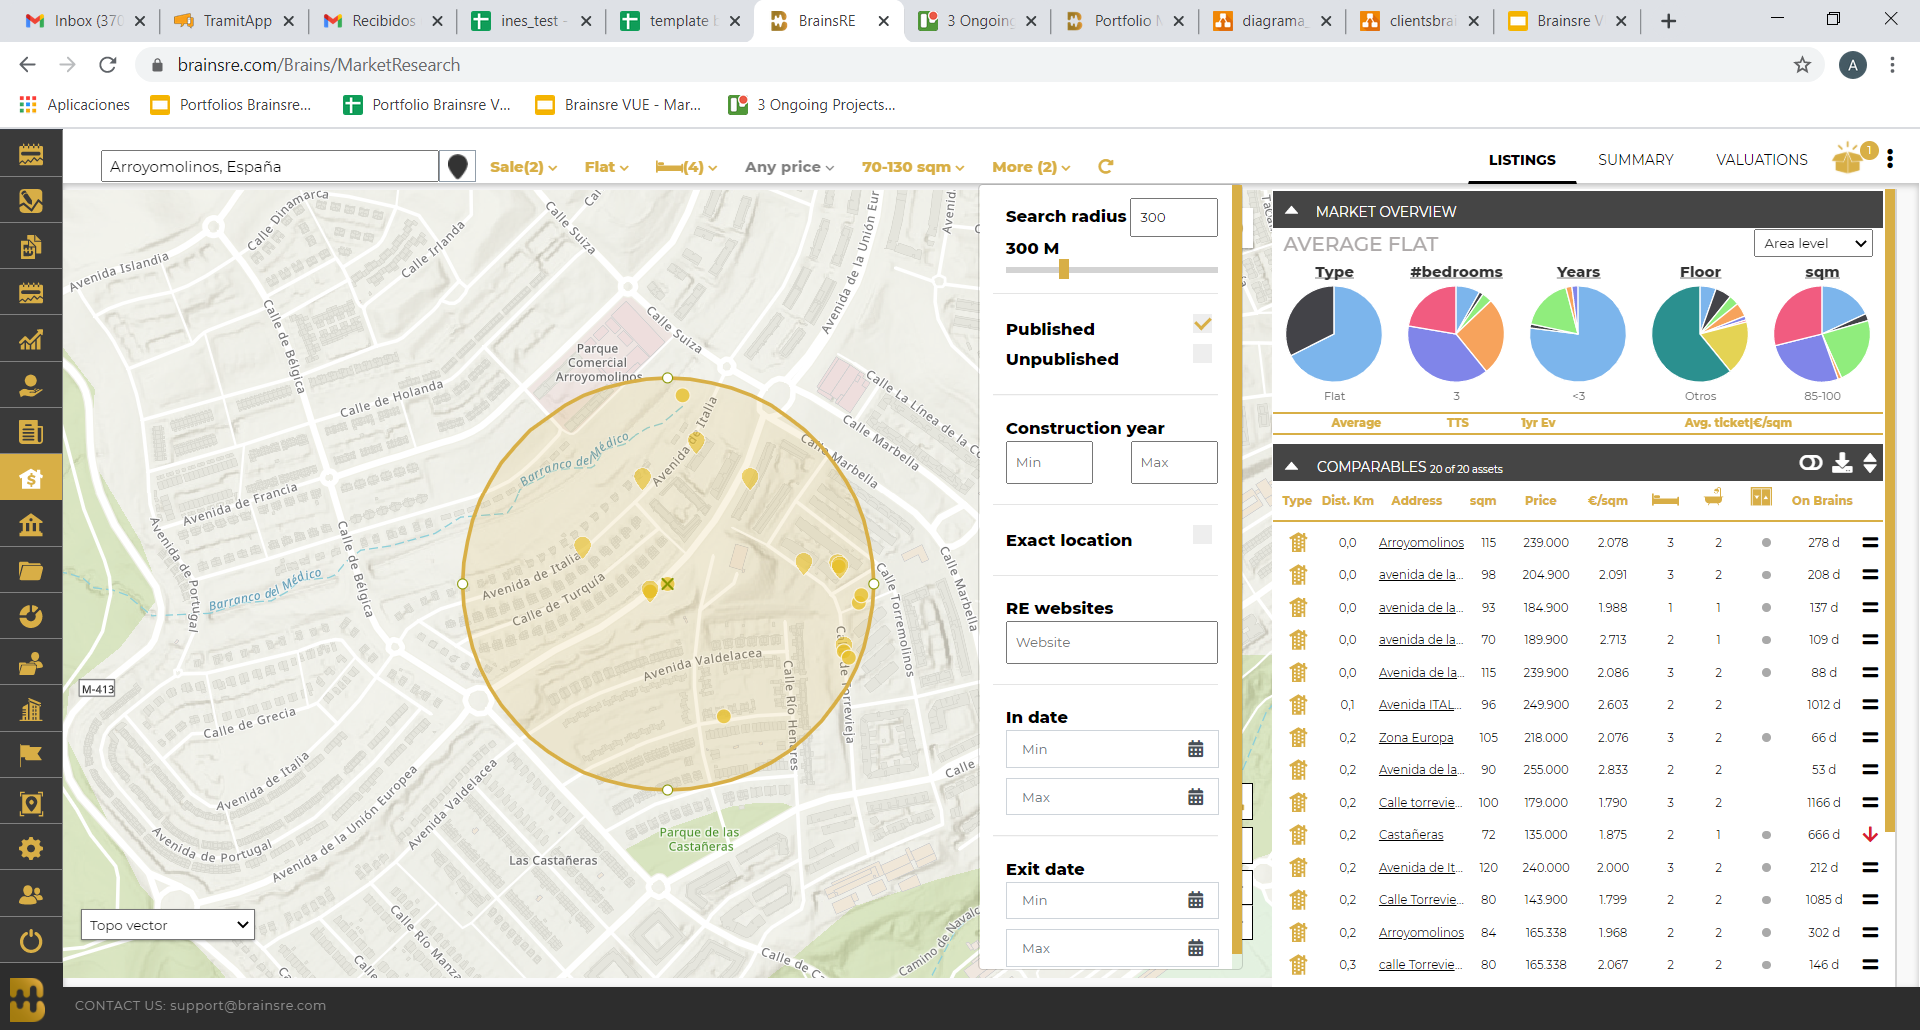 Inbox (370
TramitApp
Recibidos
ines_test -
template b
BrainsRE
3 Ongoing
Portfolio M
diagrama_
clientsbrai
Brainsre V
brainsre.com/Brains/MarketResearch
A
Aplicaciones
Portfolios Brainsre...
Portfolio Brainsre V...
Brainsre VUE - Mar...
3 Ongoing Projects...
Arroyomolinos, España
Sale(2)
Flat
(4)
Any price
70-130 sqm
More (2)
LISTINGS
SUMMARY
VALUATIONS
1
Calle Dinamarca
Avenida Islandia
Calle Irlanda
Calle Suiza
Avenida de la Unión Eur
Avenid
Calle de Bélgica
Calle Suiza
Parque
Comercial
Arroyomolinos
Calle de Holanda
Calle La Línea de la Co
Calle Marbella
Calle Marbella
Avenida de Italia
Barranco del Médico
Avenida de Francia
Avenida de Portugal
Calle de Bélgica
Calle Marbella
Avenida de Italia
Calle de Turquía
Barranco del Médico
Calle Torremolinos
Avenida Valdelacea
Calle Río Henares
Calle de Torrevieja
M-413
Calle de Grecia
Avenida de Italia
Avenida de la Unión Europea
Avenida Valdelacea
Calle
Avenida de Portugal
Las Castañeras
Parque de las
Castañeras
Calle Río Manza
Calle de C
Camino de Navalc
Topo vector
Search radius
300
300 M
Published
Unpublished
Construction year
Min
Max
Exact location
RE websites
Website
In date
Min
Max
Exit date
Min
Max
MARKET OVERVIEW
AVERAGE FLAT
Area level
Type
#bedrooms
Years
Floor
sqm
Flat
3
<3
Otros
85-100
Average
TTS
1yr Ev
Avg. ticket|€/sqm
COMPARABLES 20 of 20 assets
Type Dist. Km Address sqm Price €/sqm On Brains
0,0 Arroyomolinos 115 239.000 2.078 3 2 278 d
0,0 avenida de la... 98 204.900 2.091 3 2 208 d
0,0 avenida de la... 93 184.900 1.988 1 1 137 d
0,0 avenida de la... 70 189.900 2.713 2 1 109 d
0,0 Avenida de la... 115 239.900 2.086 3 2 88 d
0,1 Avenida ITAL... 96 249.900 2.603 2 2 1012 d
0,2 Zona Europa 105 218.000 2.076 3 2 66 d
0,2 Avenida de la... 90 255.000 2.833 2 2 53 d
0,2 Calle torrevie... 100 179.000 1.790 3 2 1166 d
0,2 Castañeras 72 135.000 1.875 2 1 666 d
0,2 Avenida de It... 120 240.000 2.000 3 2 212 d
0,2 Calle Torrevie... 80 143.900 1.799 2 2 1085 d
0,2 Arroyomolinos 84 165.338 1.968 2 2 302 d
0,3 calle Torrevie... 80 165.338 2.067 2 2 146 d
CONTACT US: support@brainsre.com